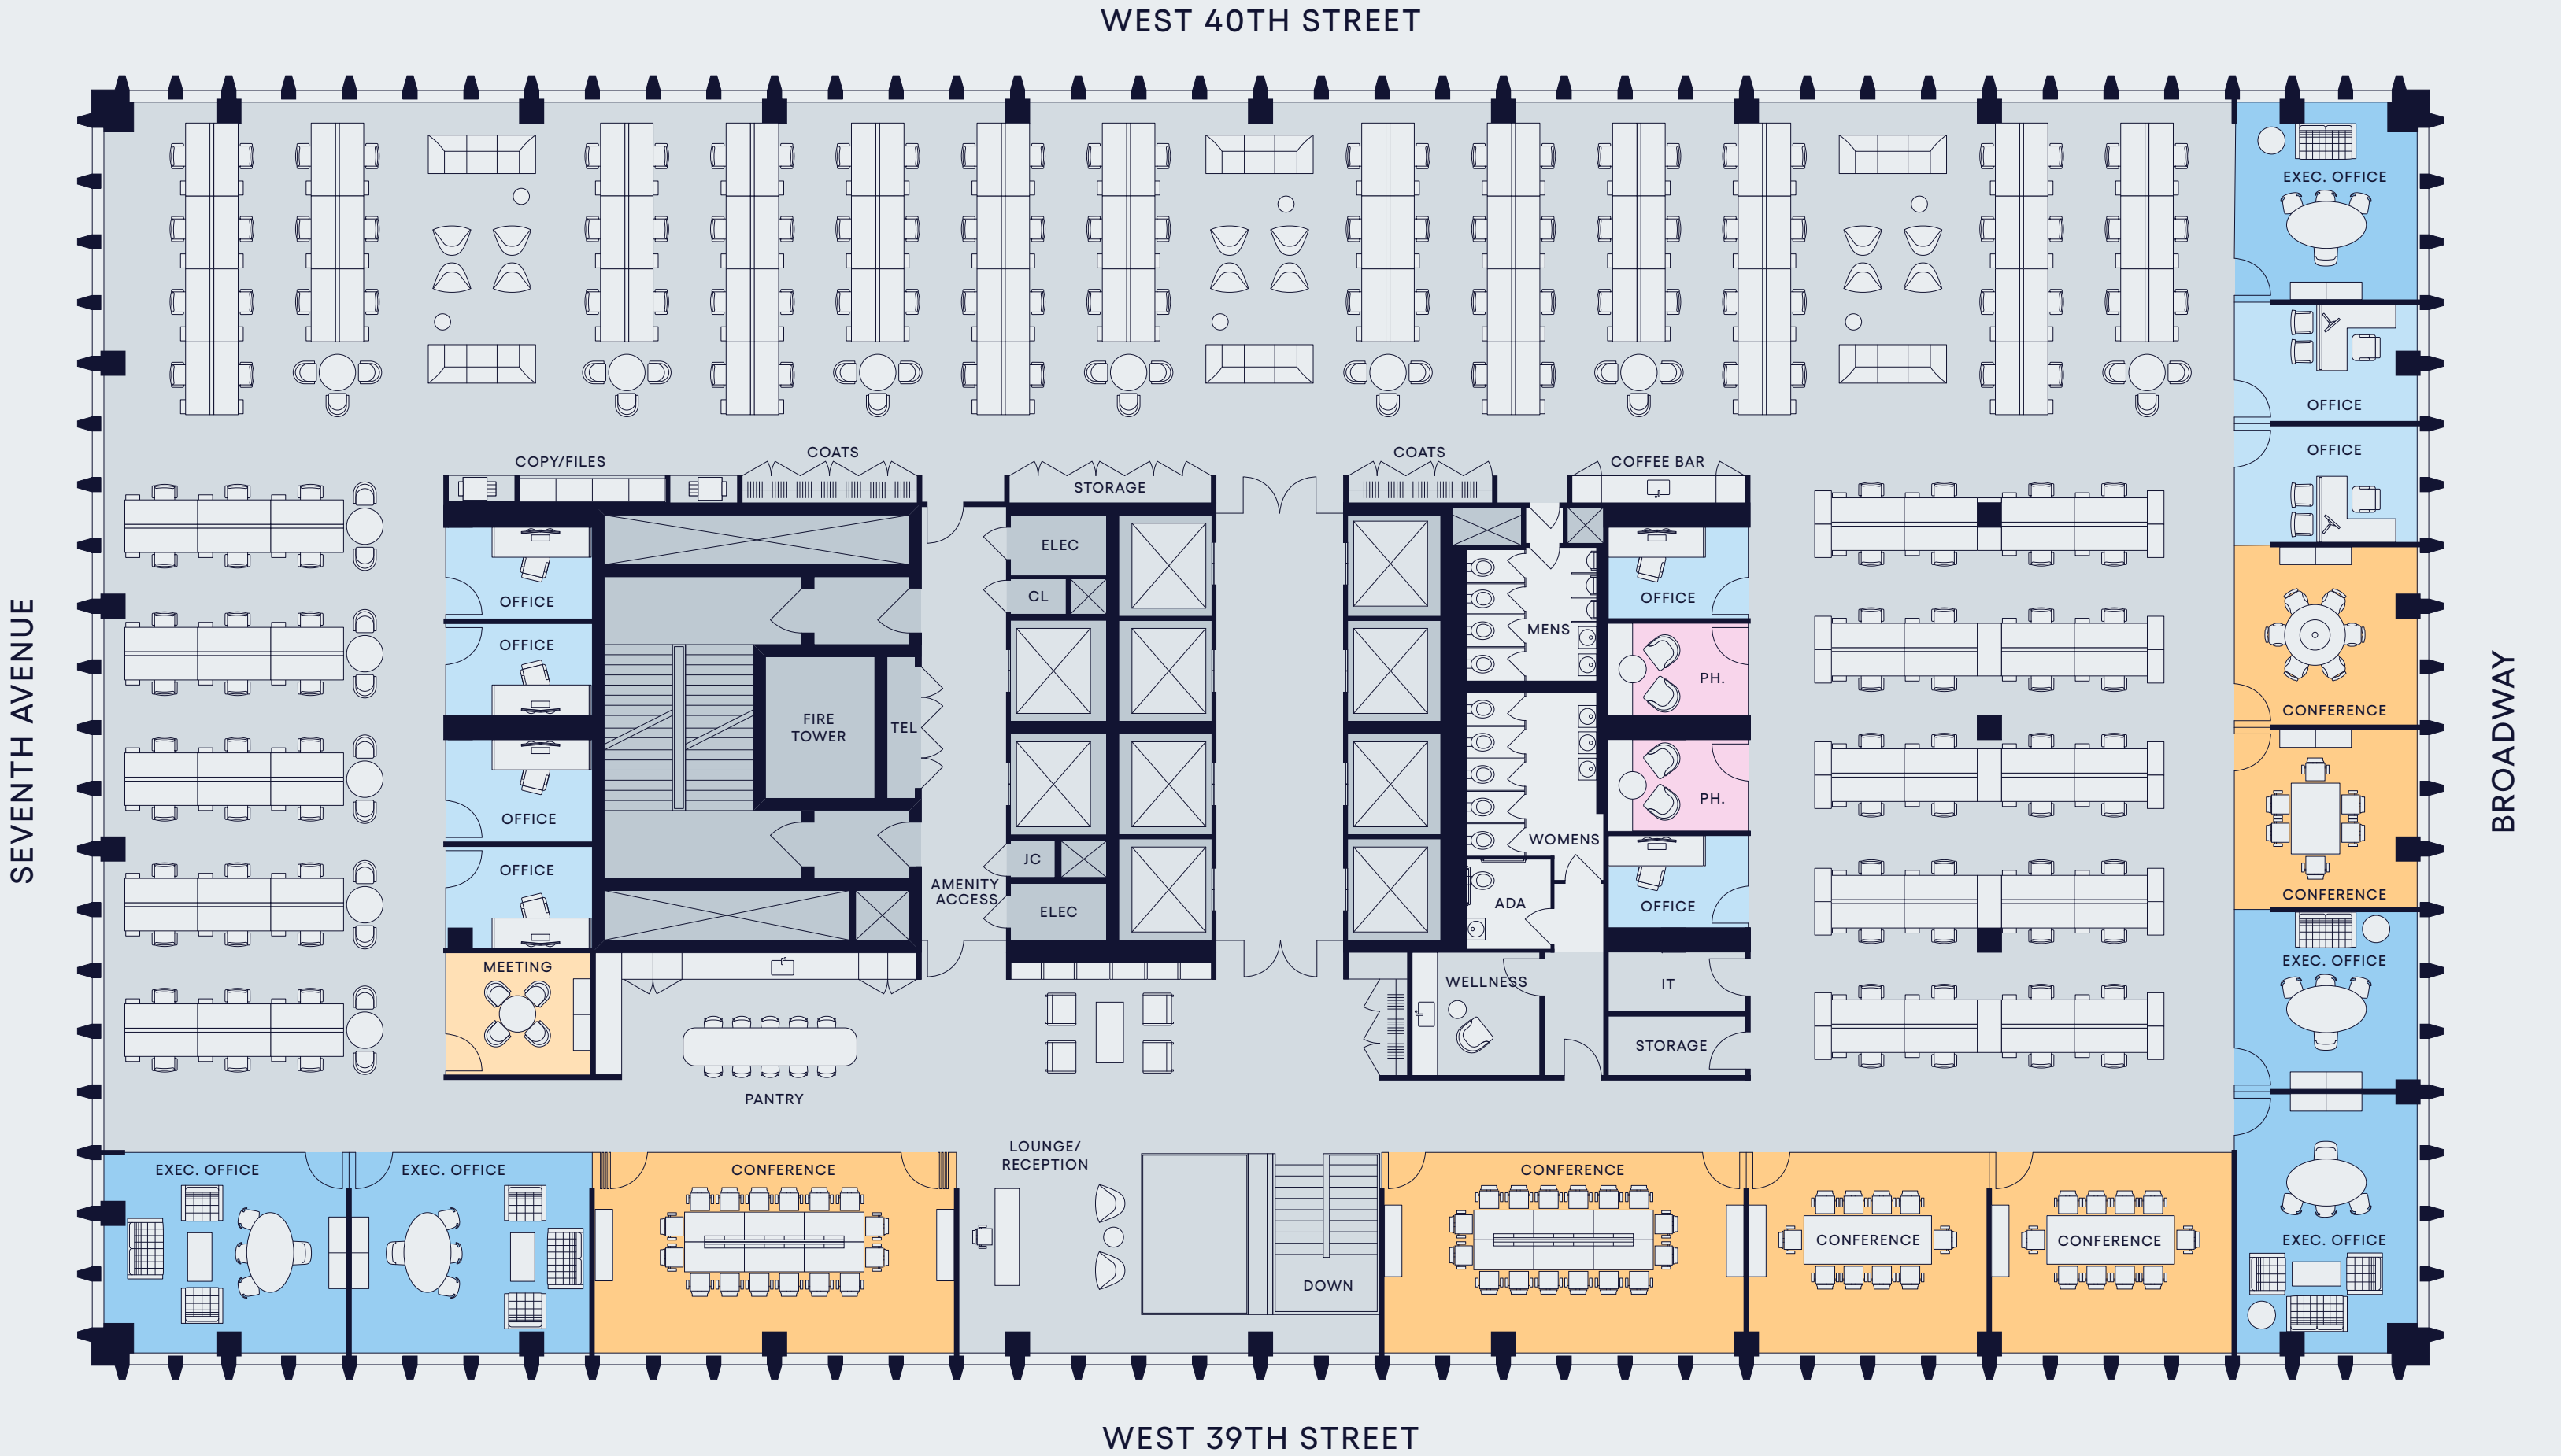 WEST 40TH STREET
EXEC. OFFICE
OFFICE
OFFICE
COPY/FILES
COATS
STORAGE
COATS
COFFEE BAR
ELEC
CL
OFFICE
OFFICE
MENS
OFFICE
OFFICE
PH.
CONFERENCE
FIRE
TOWER
TEL
SEVENTH AVENUE
BROADWAY
OFFICE
PH.
WOMENS
JC
OFFICE
AMENITY
ACCESS
ELEC
ADA
OFFICE
CONFERENCE
MEETING
WELLNESS
IT
EXEC. OFFICE
STORAGE
PANTRY
LOUNGE/
RECEPTION
EXEC. OFFICE
EXEC. OFFICE
CONFERENCE
CONFERENCE
CONFERENCE
CONFERENCE
EXEC. OFFICE
DOWN
WEST 39TH STREET